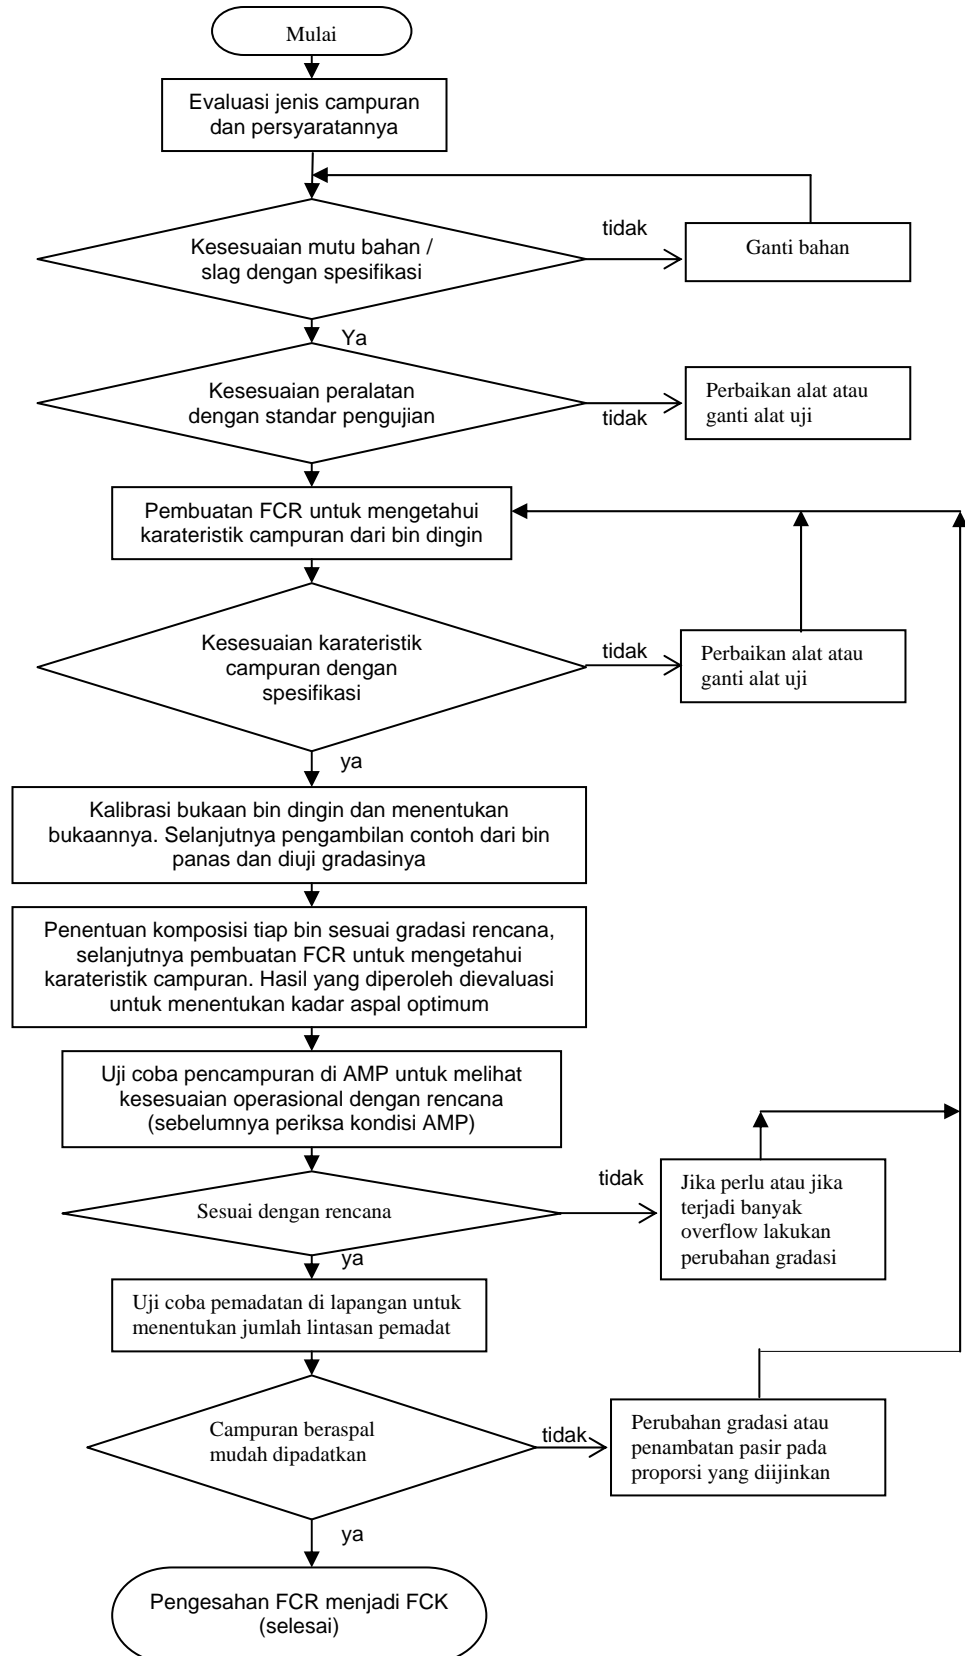 Mulai
Evaluasi jenis campuran
dan persyaratannya
Kesesuaian mutu bahan /
slag dengan spesifikasi
tidak
Ganti bahan
Ya
Kesesuaian peralatan
dengan standar pengujian
tidak
Perbaikan alat atau
ganti alat uji
Pembuatan FCR untuk mengetahui
karateristik campuran dari bin dingin
Kesesuaian karateristik
campuran dengan
spesifikasi
tidak
Perbaikan alat atau
ganti alat uji
ya
Kalibrasi bukaan bin dingin dan menentukan
bukaannya. Selanjutnya pengambilan contoh dari bin
panas dan diuji gradasinya
Penentuan komposisi tiap bin sesuai gradasi rencana,
selanjutnya pembuatan FCR untuk mengetahui
karateristik campuran. Hasil yang diperoleh dievaluasi
untuk menentukan kadar aspal optimum
Uji coba pencampuran di AMP untuk melihat
kesesuaian operasional dengan rencana
(sebelumnya periksa kondisi AMP)
Sesuai dengan rencana
tidak
Jika perlu atau jika
terjadi banyak
overflow lakukan
perubahan gradasi
ya
Uji coba pemadatan di lapangan untuk
menentukan jumlah lintasan pemadat
Campuran beraspal
mudah dipadatkan
tidak
Perubahan gradasi atau
penambatan pasir pada
proporsi yang diijinkan
ya
Pengesahan FCR menjadi FCK
(selesai)